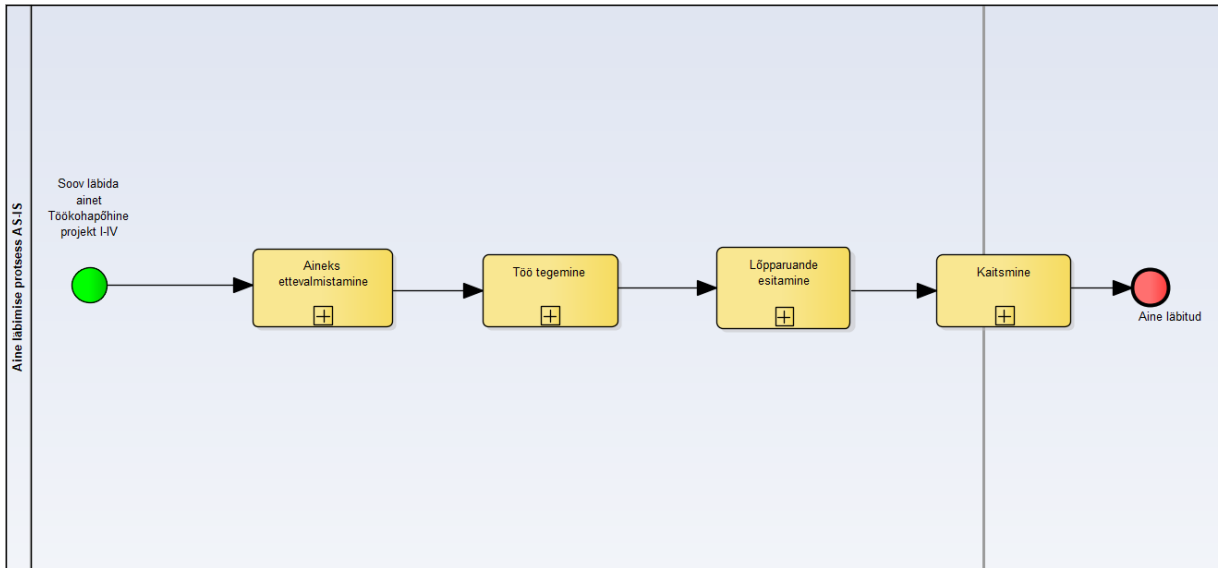 Aine läbimise protsess AS-IS
Soov läbida
ainet
Töökohapõhine
projekt I-IV
Aineks
ettevalmistamine
Töö tegemine
Lõpparuande
esitamine
Kaitsmine
Aine läbitud